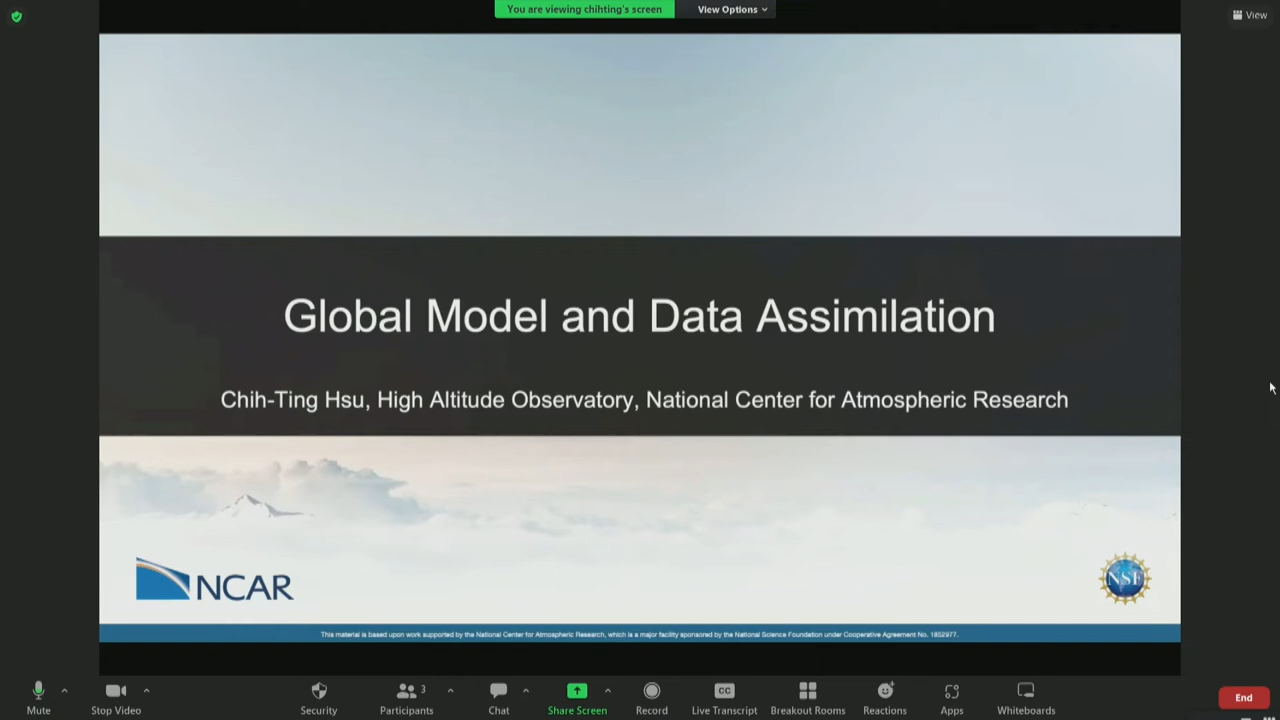 You are viewing chihting's screen
View Options
View
Global Model and Data Assimilation
Chih-Ting Hsu, High Altitude Observatory, National Center for Atmospheric Research
NCAR
NSF
This material is based upon work supported by the National Center for Atmospheric Research, which is a major facility sponsored by the National Science Foundation under Cooperative Agreement No. 1852977.
3
CC
End
Mute
Stop Video
Security
Participants
Chat
Share Screen
Record
Live Transcript
Breakout Rooms
Reactions
Apps
Whiteboards